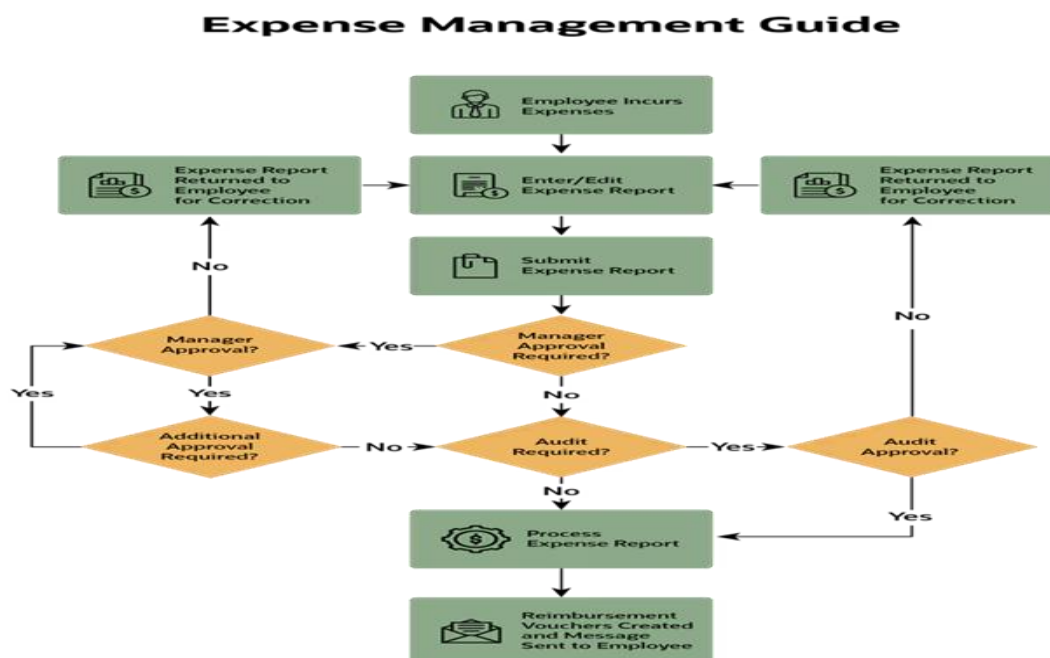 Expense Management Guide
Employee Incurs
Expenses
Expense Report
Returned to
Employee
for Correction
Enter/Edit
Expense Report
Expense Report
Returned to
Employee
for Correction
Submit
Expense Report
No
No
Manager
Approval?
Yes
Manager
Approval
Required?
Yes
Yes
No
Additional
Approval
Required?
No
Audit
Required?
Yes
Audit
Approval?
No
Yes
Process
Expense Report
Reimbursement
Vouchers Created
and Message
Sent to Employee